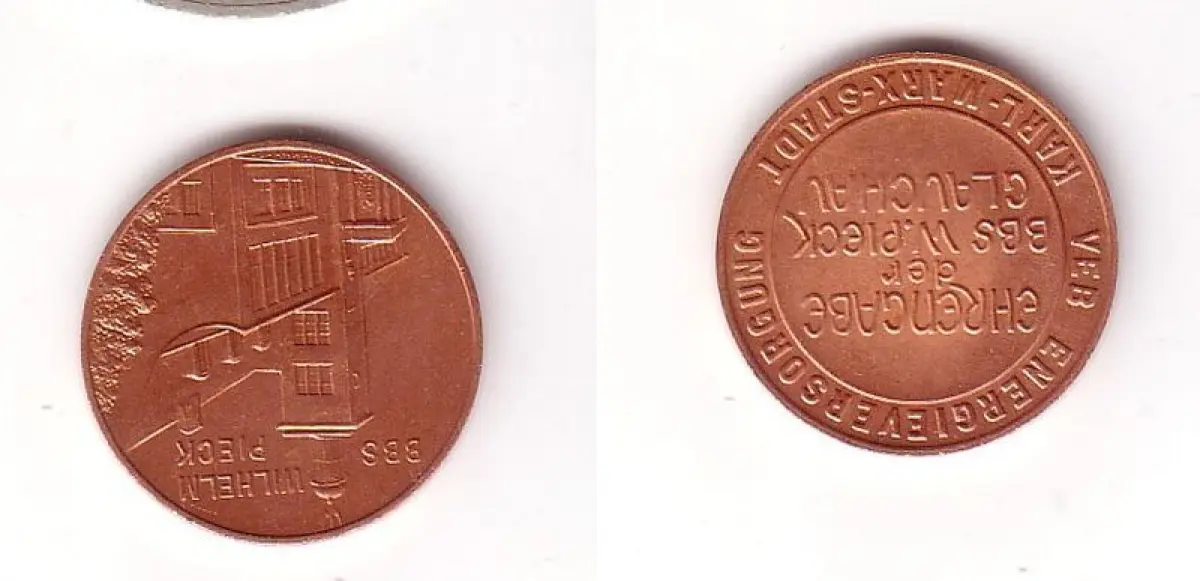 BBS WILHELM
PIECK
VEB ENERGIEVERSORGUNG
KARL-MARX-STADT
EHRENGABE
der
BBS W. PIECK
GLAUCHAU